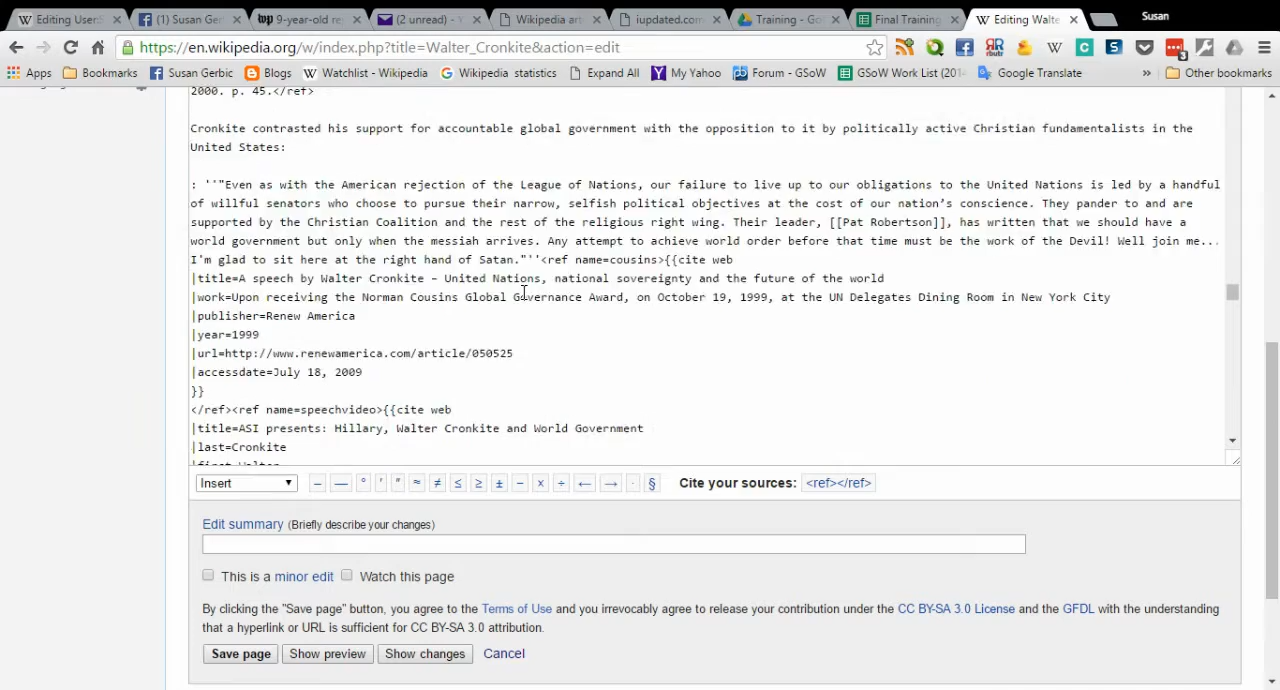 Editing User:S
(1) Susan Ger
9-year-old res
(2 unread) - Y
Wikipedia art
iupdated.com
Training - Go
Final Training
Editing Walte
Susan
https://en.wikipedia.org/w/index.php?title=Walter_Cronkite&action=edit
Apps Bookmarks Susan Gerbic Blogs Watchlist - Wikipedia Wikipedia statistics Expand All My Yahoo Forum - GSoW GSoW Work List (201 Google Translate » Other bookmarks
2000. p. 45.</ref>
Cronkite contrasted his support for accountable global government with the opposition to it by politically active Christian fundamentalists in the
United States:
: ''"Even as with the American rejection of the League of Nations, our failure to live up to our obligations to the United Nations is led by a handful
of willful senators who choose to pursue their narrow, selfish political objectives at the cost of our nation's conscience. They pander to and are
supported by the Christian Coalition and the rest of the religious right wing. Their leader, [[Pat Robertson]], has written that we should have a
world government but only when the messiah arrives. Any attempt to achieve world order before that time must be the work of the Devil! Well join me...
I'm glad to sit here at the right hand of Satan."''<ref name=cousins>{{cite web
|title=A speech by Walter Cronkite – United Nations, national sovereignty and the future of the world
|work=Upon receiving the Norman Cousins Global Governance Award, on October 19, 1999, at the UN Delegates Dining Room in New York City
|publisher=Renew America
|year=1999
|url=http://www.renewamerica.com/article/050525
|accessdate=July 18, 2009
}}
</ref><ref name=speechvideo>{{cite web
|title=ASI presents: Hillary, Walter Cronkite and World Government
|last=Cronkite
|first=Walter
Insert – — ° ′ ″ ≈ ≠ ≤ ≥ ± − × ÷ ← → · § Cite your sources: <ref></ref>
Edit summary (Briefly describe your changes)
This is a minor edit Watch this page
By clicking the "Save page" button, you agree to the Terms of Use and you irrevocably agree to release your contribution under the CC BY-SA 3.0 License and the GFDL with the understanding
that a hyperlink or URL is sufficient for CC BY-SA 3.0 attribution.
Save page Show preview Show changes Cancel